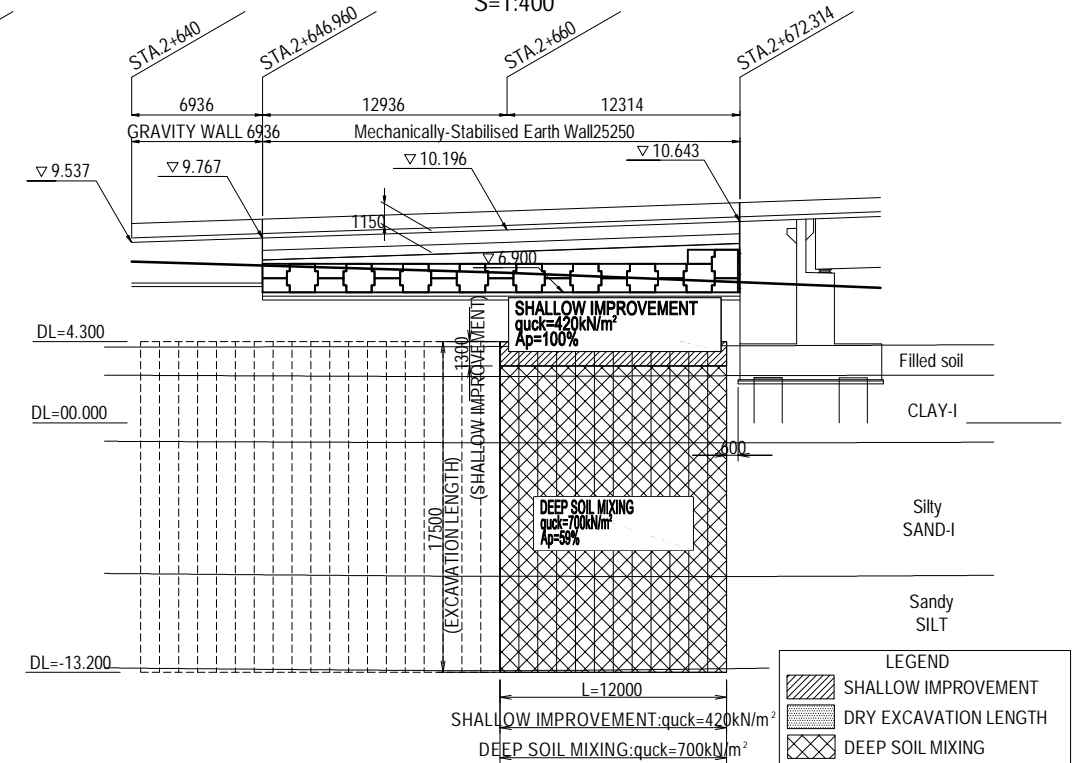 S=1:400
STA.2+640
STA.2+646.960
STA.2+660
STA.2+672.314
6936
12936
12314
GRAVITY WALL 6936
Mechanically-Stabilised Earth Wall25250
▽ 9.537
▽ 9.767
▽ 10.196
▽ 10.643
1150
▽ 6.900
SHALLOW IMPROVEMENT
quck=420kN/m²
Ap=100%
DL=4.300
1300
(SHALLOW IMPROVEMENT)
Filled soil
DL=00.000
CLAY-I
600
17500
(EXCAVATION LENGTH)
DEEP SOIL MIXING
quck=700kN/m²
Ap=59%
Silty
SAND-I
Sandy
SILT
DL=-13.200
L=12000
SHALLOW IMPROVEMENT:quck=420kN/m²
DEEP SOIL MIXING:quck=700kN/m²
LEGEND
SHALLOW IMPROVEMENT
DRY EXCAVATION LENGTH
DEEP SOIL MIXING